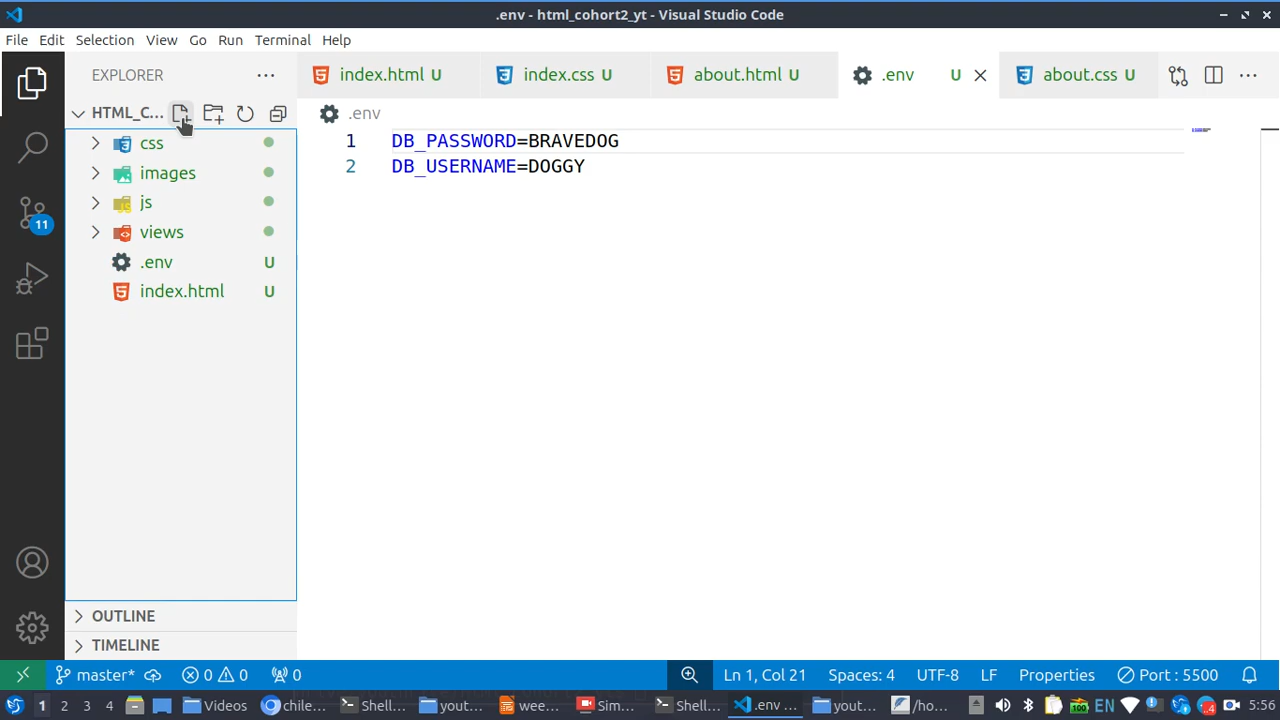 .env - html_cohort2_yt - Visual Studio Code
File Edit Selection View Go Run Terminal Help
EXPLORER
index.html U
index.css U
about.html U
.env U
about.css U
HTML_C...
.env
css
images
js
views
.env U
index.html U
1 DB_PASSWORD=BRAVEDOG
2 DB_USERNAME=DOGGY
11
OUTLINE
TIMELINE
master* 0 0 0 Ln 1, Col 21 Spaces: 4 UTF-8 LF Properties Port : 5500
1 2 3 4 Videos chile... Shell... yout... wee... Sim... Shell... .env ... yout... /ho... 100 EN 4 5:56